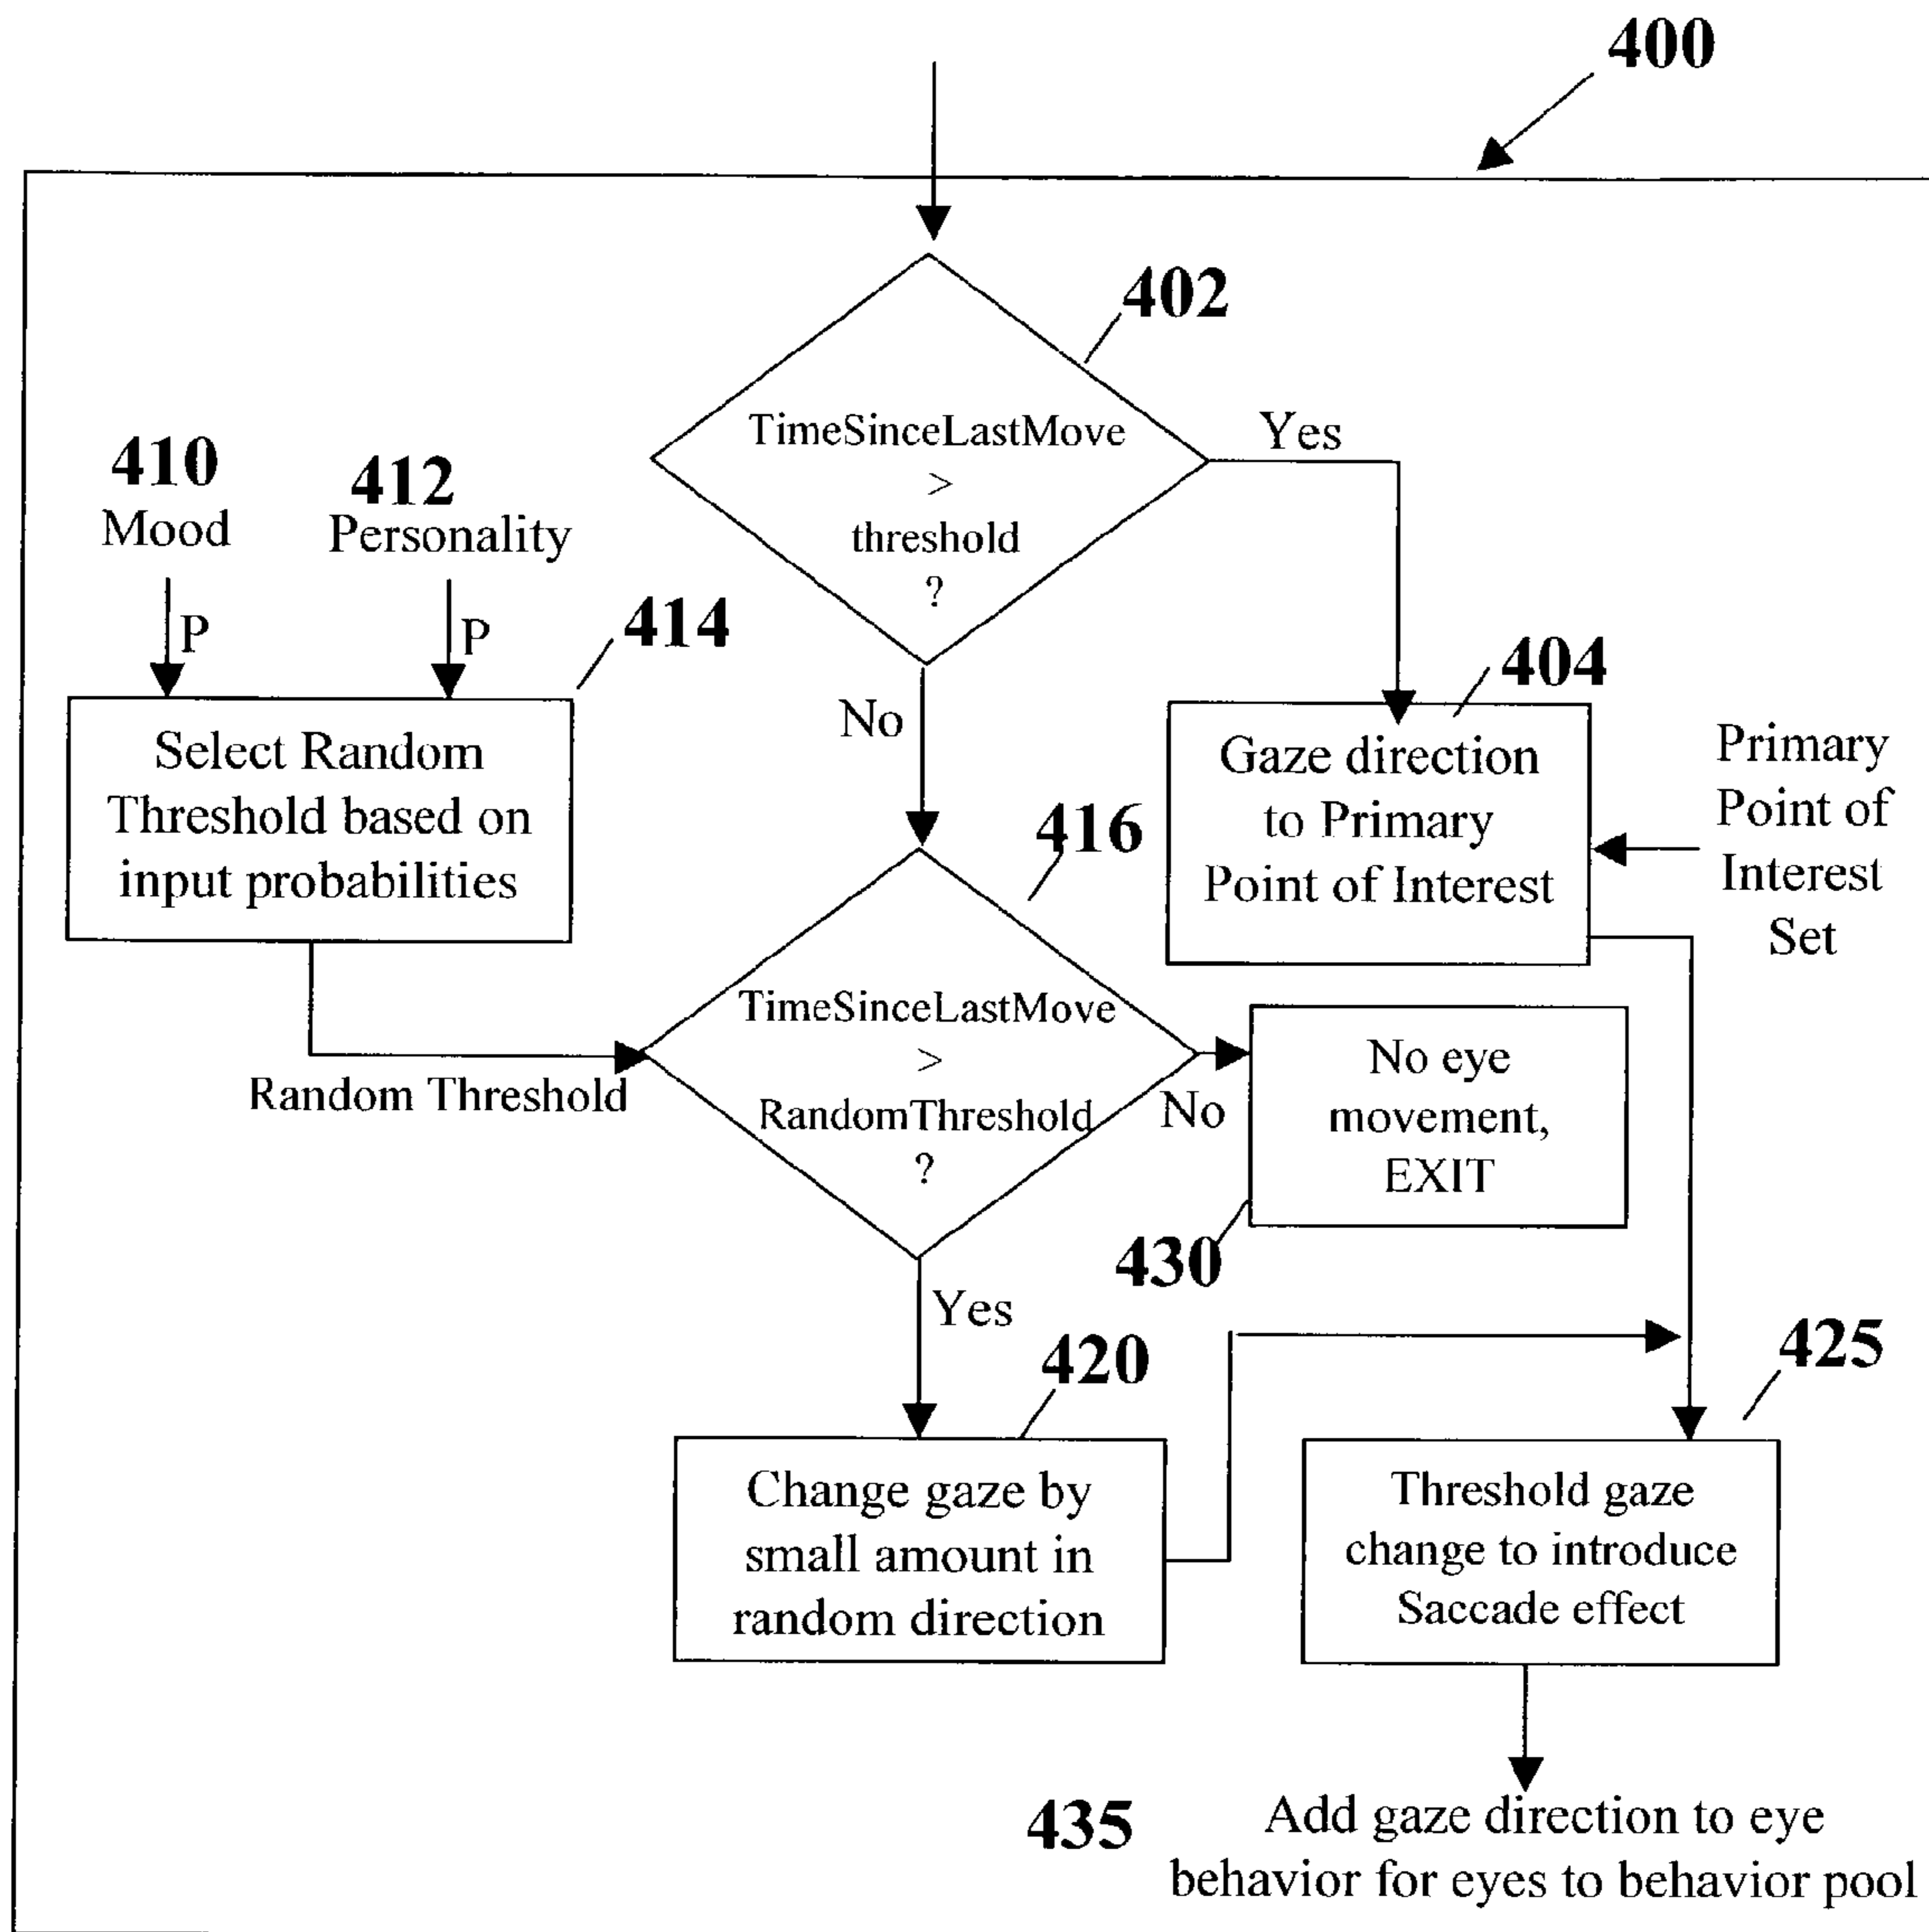 400
402
TimeSinceLastMove
>
threshold
?
Yes
410
Mood
412
Personality
P
P
414
Select Random
Threshold based on
input probabilities
No
404
Gaze direction
to Primary
Point of Interest
Primary
Point of
Interest
Set
416
TimeSinceLastMove
>
RandomThreshold
?
Random Threshold
No
No eye
movement,
EXIT
430
Yes
420
Change gaze by
small amount in
random direction
425
Threshold gaze
change to introduce
Saccade effect
435
Add gaze direction to eye
behavior for eyes to behavior pool